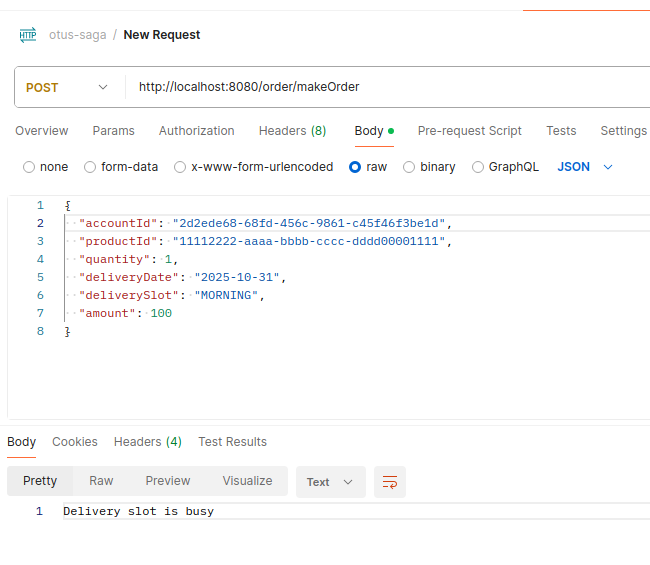 HTTP otus-saga / New Request
POST http://localhost:8080/order/makeOrder
Overview Params Authorization Headers (8) Body Pre-request Script Tests Settings
none form-data x-www-form-urlencoded raw binary GraphQL JSON
1 {
2 "accountId": "2d2ede68-68fd-456c-9861-c45f46f3be1d",
3 "productId": "11112222-aaaa-bbbb-cccc-dddd00001111",
4 "quantity": 1,
5 "deliveryDate": "2025-10-31",
6 "deliverySlot": "MORNING",
7 "amount": 100
8 }
Body Cookies Headers (4) Test Results
Pretty Raw Preview Visualize Text
1 Delivery slot is busy